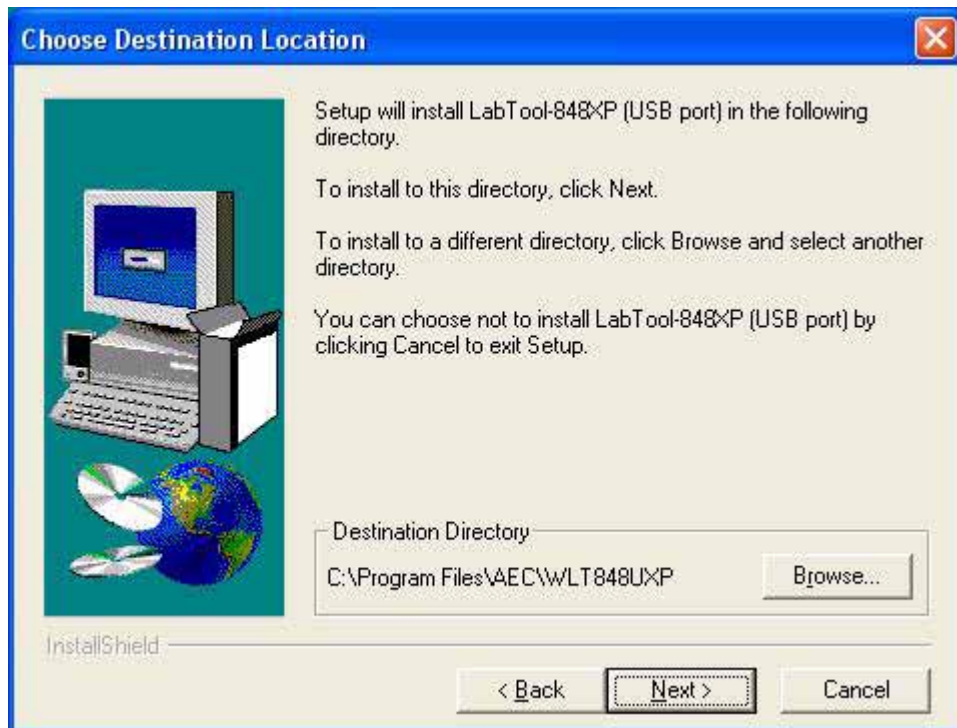 Choose Destination Location
Setup will install LabTool-848XP (USB port) in the following
directory.
To install to this directory, click Next.
To install to a different directory, click Browse and select another
directory.
You can choose not to install LabTool-848XP (USB port) by
clicking Cancel to exit Setup.
Destination Directory
C:\Program Files\AEC\WLT848UXP
Browse...
InstallShield
< Back
Next >
Cancel